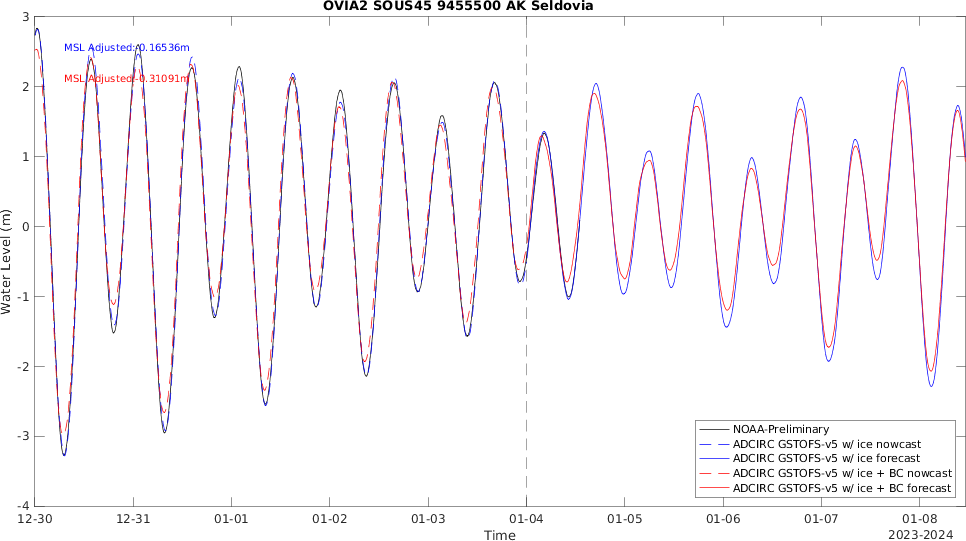 OVIA2 SOUS45 9455500 AK Seldovia
MSL Adjusted:-0.16536m
MSL Adjusted:-0.31091m
Water Level (m)
3
2
1
0
-1
-2
-3
-4
12-30
12-31
01-01
01-02
01-03
01-04
01-05
01-06
01-07
01-08
Time
2023-2024
NOAA-Preliminary
ADCIRC GSTOFS-v5 w/ ice nowcast
ADCIRC GSTOFS-v5 w/ ice forecast
ADCIRC GSTOFS-v5 w/ ice + BC nowcast
ADCIRC GSTOFS-v5 w/ ice + BC forecast